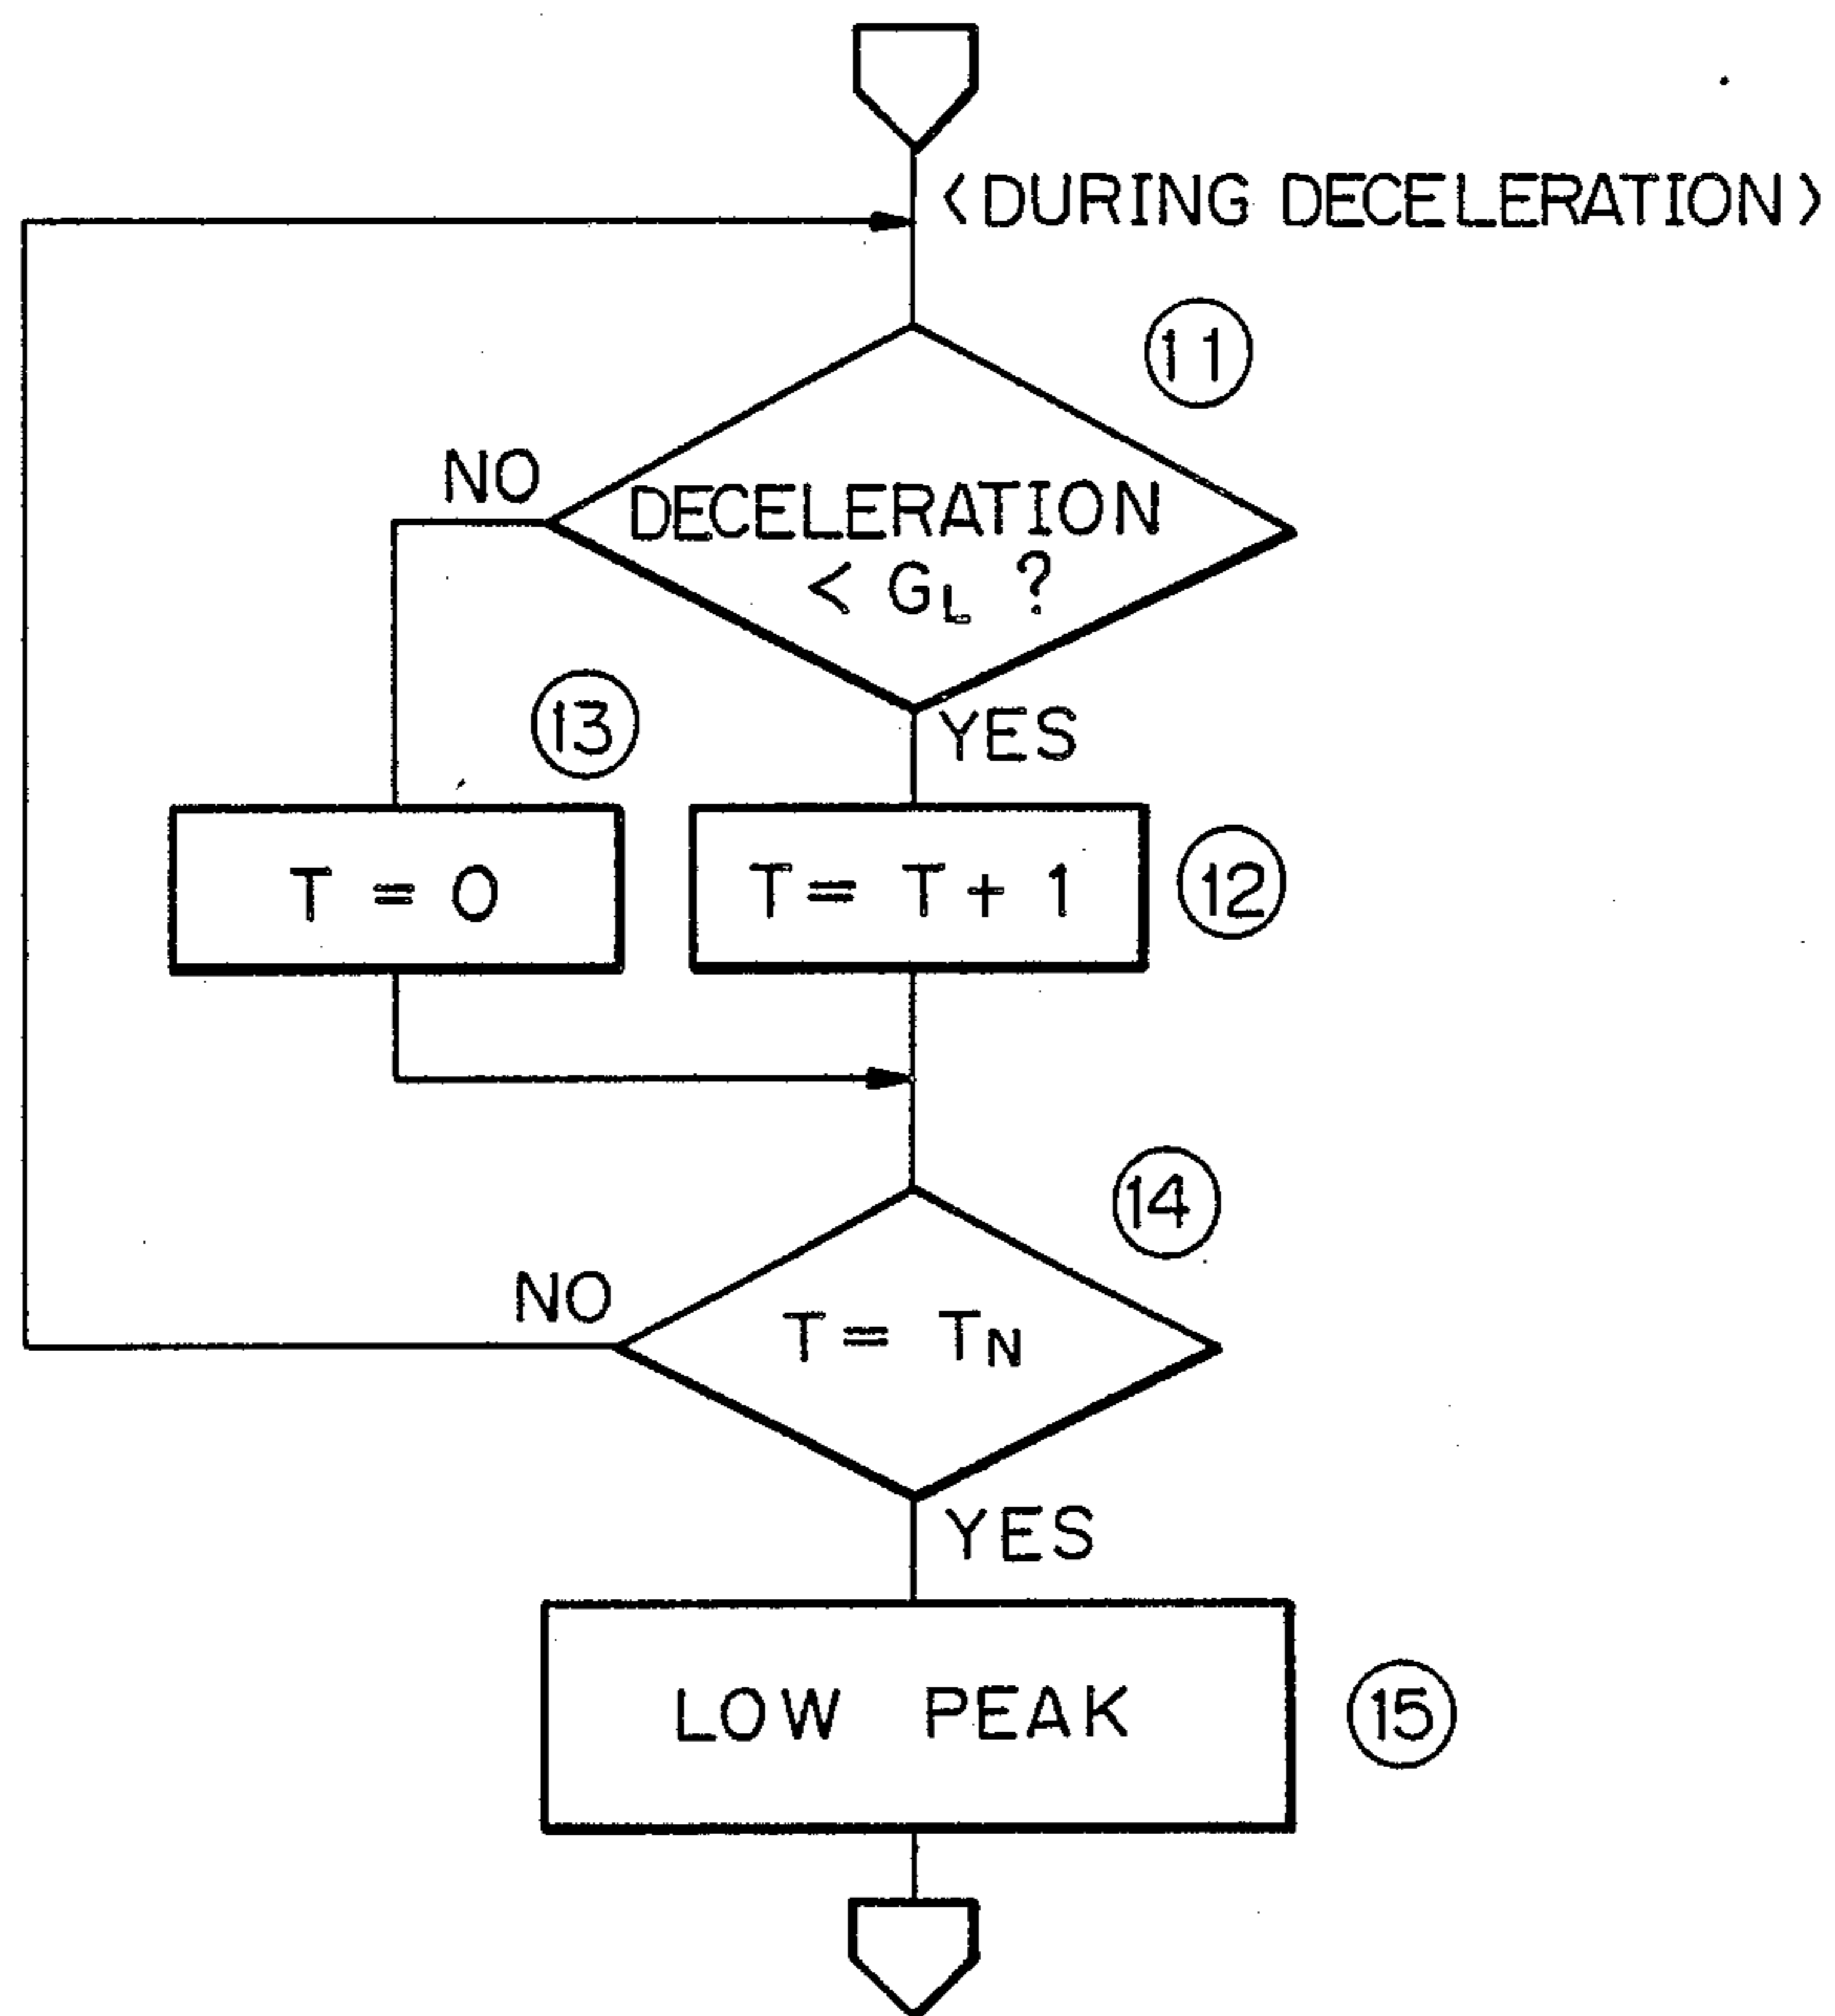 <DURING DECELERATION>
11
NO
DECELERATION
< GL ?
13
YES
T = 0
T = T + 1
12
14
NO
T = TN
YES
LOW PEAK
15